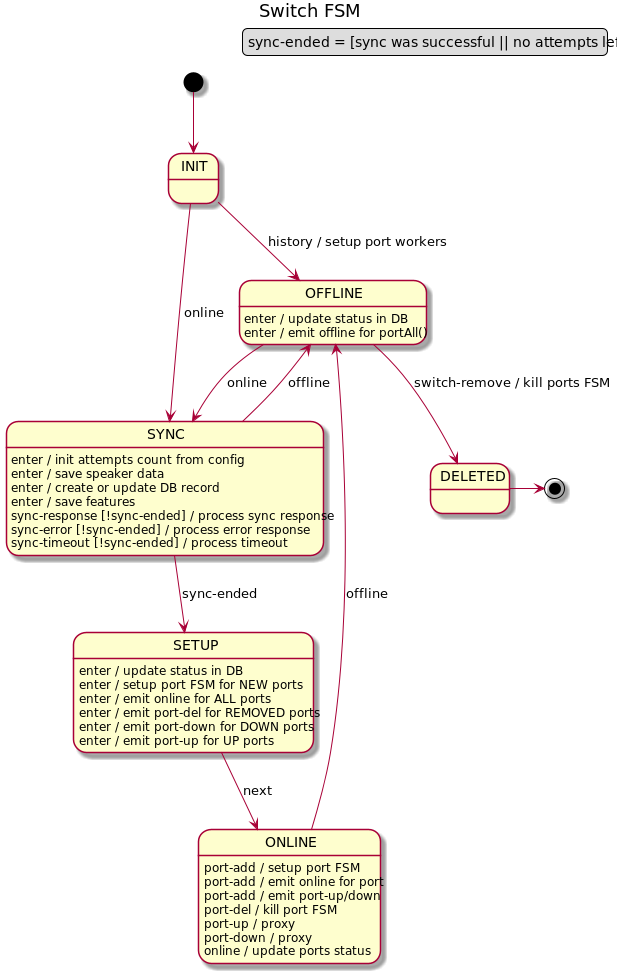 Switch FSM
sync-ended = [sync was successful || no attempts
INIT
history / setup port workers
OFFLINE
enter / update status in DB
enter / emit offline for portAll()
online
online
offline
switch-remove / kill ports FSM
SYNC
enter / init attempts count from config
enter / save speaker data
enter / create or update DB record
enter / save features
sync-response [!sync-ended] / process sync response
sync-error [!sync-ended] / process error response
sync-timeout [!sync-ended] / process timeout
DELETED
sync-ended
offline
SETUP
enter / update status in DB
enter / setup port FSM for NEW ports
enter / emit online for ALL ports
enter / emit port-del for REMOVED ports
enter / emit port-down for DOWN ports
enter / emit port-up for UP ports
next
ONLINE
port-add / setup port FSM
port-add / emit online for port
port-add / emit port-up/down
port-del / kill port FSM
port-up / proxy
port-down / proxy
online / update ports status